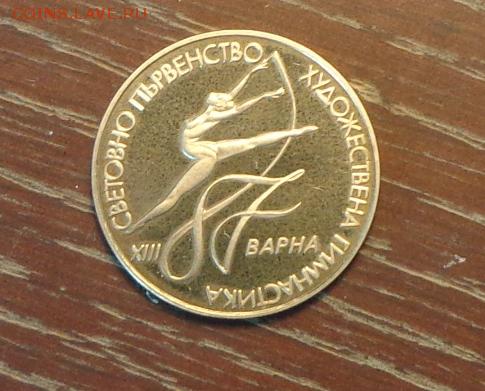 COINS.LAVE.RU
СВЕТОВНО ПЪРВЕНСТВО
ХУДОЖЕСТВЕНА ГИМНАСТИКА
XIII
87
ВАРНА